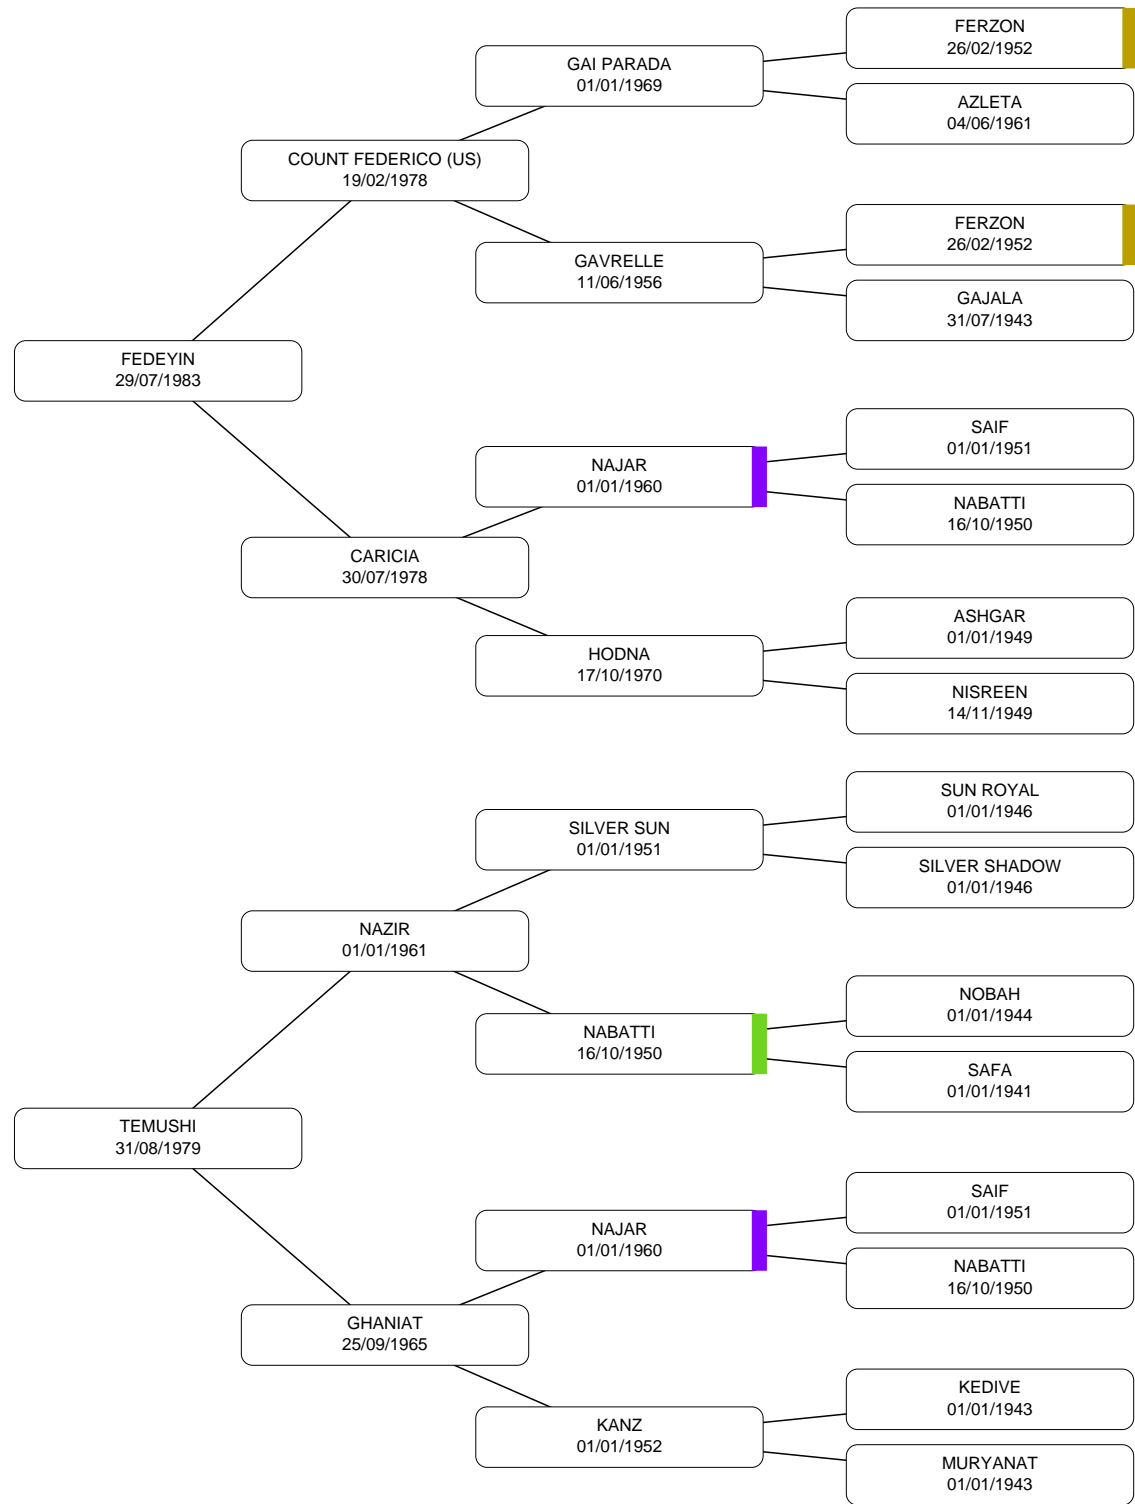 FERZON
26/02/1952
GAI PARADA
01/01/1969
AZLETA
04/06/1961
COUNT FEDERICO (US)
19/02/1978
FERZON
26/02/1952
GAVRELLE
11/06/1956
GAJALA
31/07/1943
FEDEYIN
29/07/1983
SAIF
01/01/1951
NAJAR
01/01/1960
NABATTI
16/10/1950
CARICIA
30/07/1978
ASHGAR
01/01/1949
HODNA
17/10/1970
NISREEN
14/11/1949
SUN ROYAL
01/01/1946
SILVER SUN
01/01/1951
SILVER SHADOW
01/01/1946
NAZIR
01/01/1961
NOBAH
01/01/1944
NABATTI
16/10/1950
SAFA
01/01/1941
TEMUSHI
31/08/1979
SAIF
01/01/1951
NAJAR
01/01/1960
NABATTI
16/10/1950
GHANIAT
25/09/1965
KEDIVE
01/01/1943
KANZ
01/01/1952
MURYANAT
01/01/1943